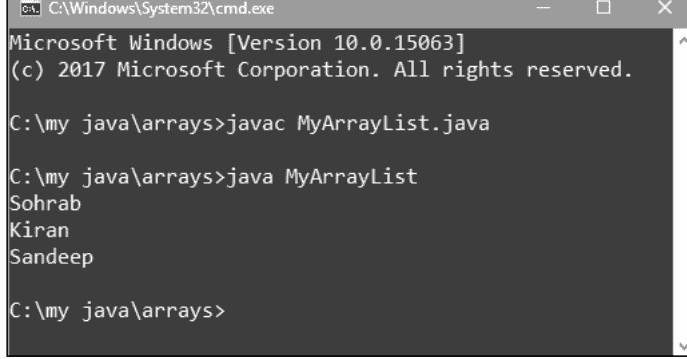 C:\Windows\System32\cmd.exe
Microsoft Windows [Version 10.0.15063]
(c) 2017 Microsoft Corporation. All rights reserved.
C:\my java\arrays>javac MyArrayList.java
C:\my java\arrays>java MyArrayList
Sohrab
Kiran
Sandeep
C:\my java\arrays>